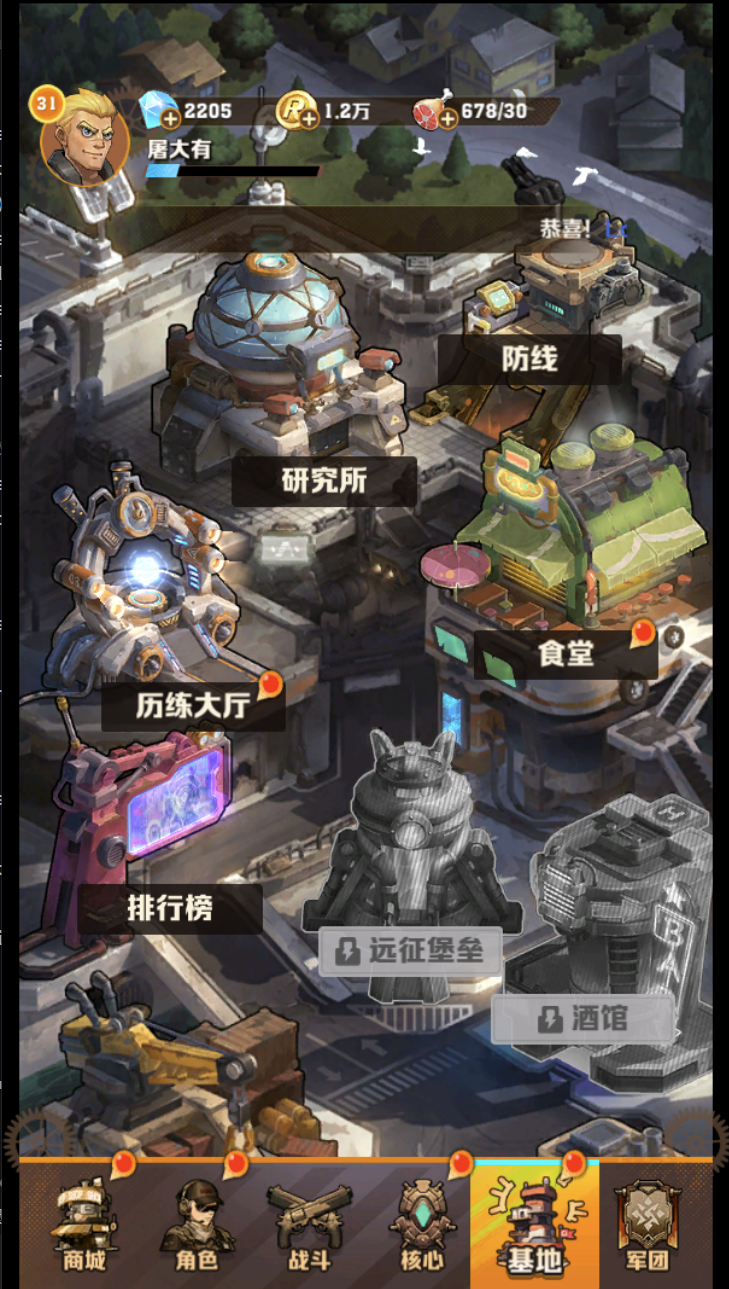 31
2205
1.2万
678/30
屠大有
恭喜! Lc
防线
研究所
食堂
历练大厅
排行榜
远征堡垒
H
BA
酒馆
商城
角色
战斗
核心
基地
军团